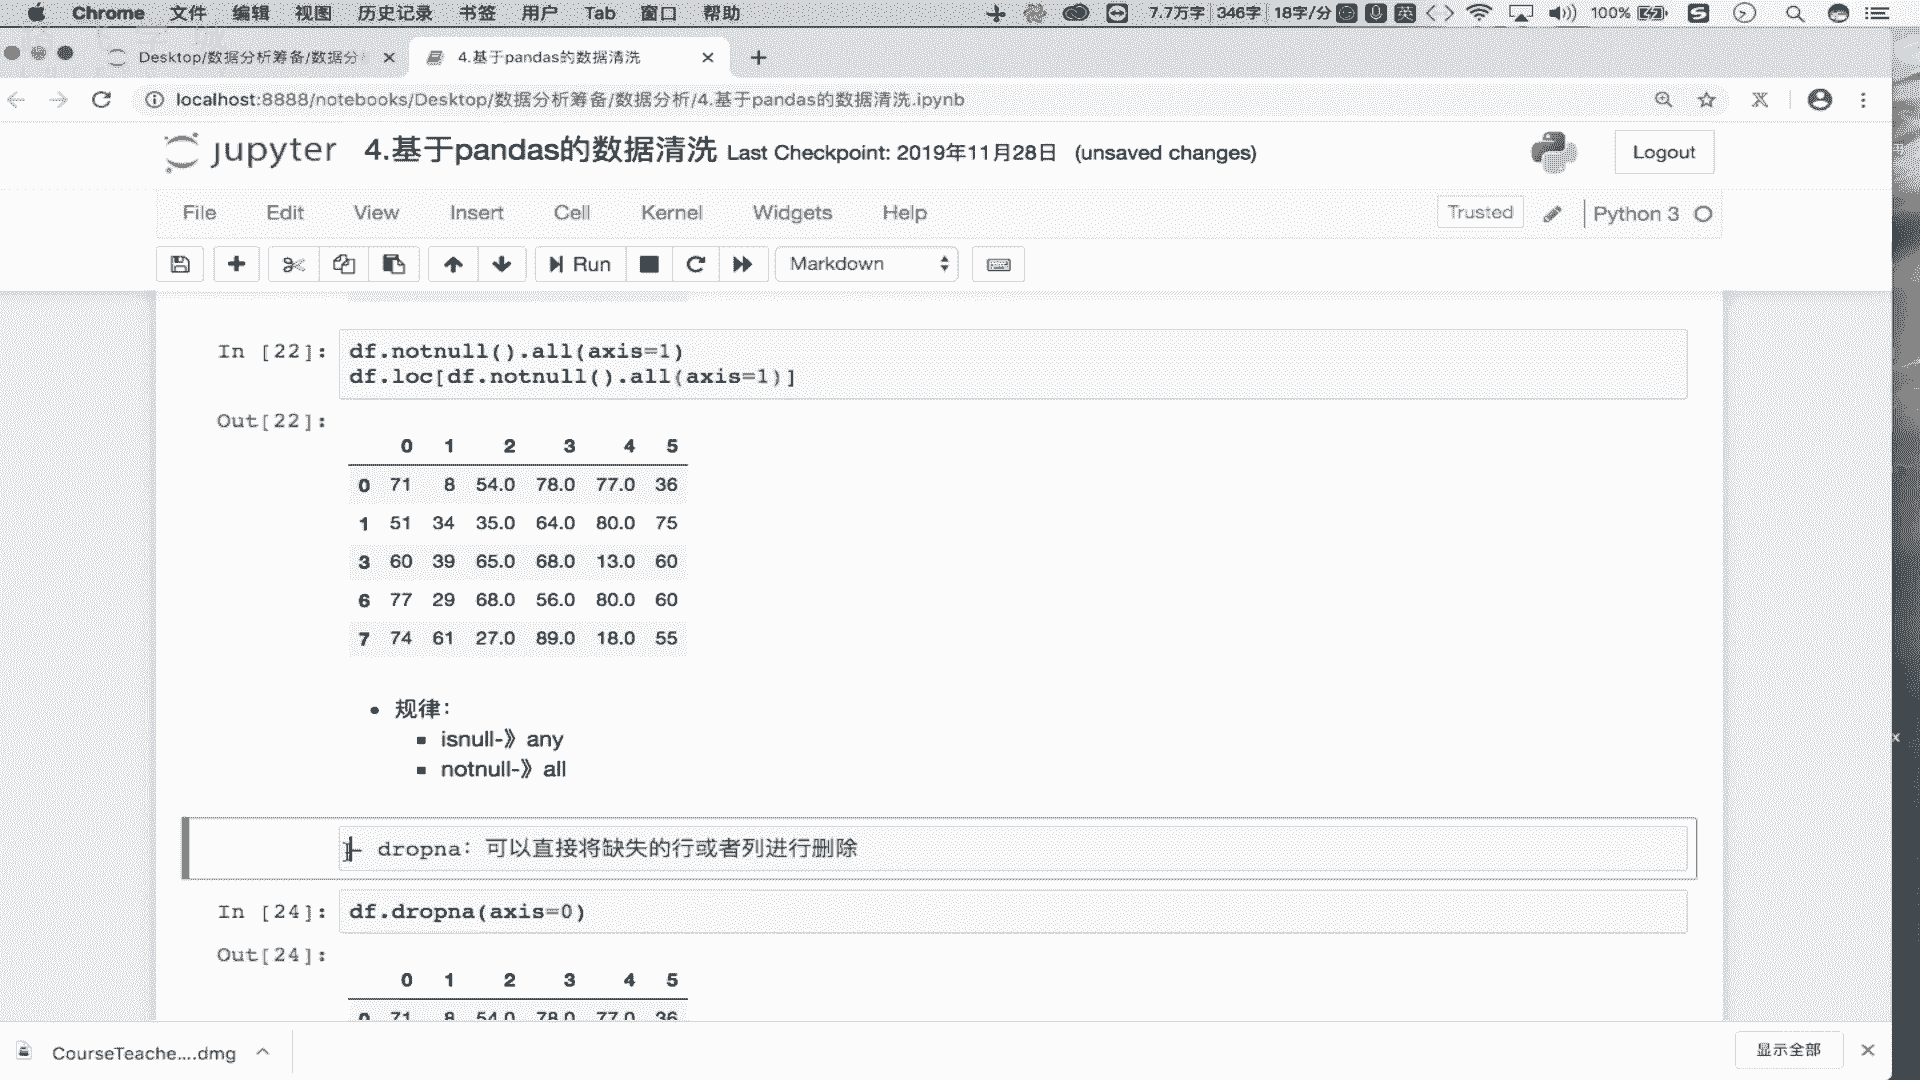 Chrome 文件 编辑 视图 历史记录 书签 用户 Tab 窗口 帮助 7.7万字 346字 18字/分 英 100%
Desktop/数据分析筹备/数据分 4.基于pandas的数据清洗
localhost:8888/notebooks/Desktop/数据分析筹备/数据分析/4.基于pandas的数据清洗.ipynb
jupyter 4.基于pandas的数据清洗 Last Checkpoint: 2019年11月28日 (unsaved changes) Logout
File Edit View Insert Cell Kernel Widgets Help Trusted Python 3
Run Markdown
In [22]: df.notnull().all(axis=1)
df.loc[df.notnull().all(axis=1)]
Out[22]:
0 1 2 3 4 5
0 71 8 54.0 78.0 77.0 36
1 51 34 35.0 64.0 80.0 75
3 60 39 65.0 68.0 13.0 60
6 77 29 68.0 56.0 80.0 60
7 74 61 27.0 89.0 18.0 55
规律：
isnull-》any
notnull-》all
- dropna：可以直接将缺失的行或者列进行删除
In [24]: df.dropna(axis=0)
Out[24]:
0 1 2 3 4 5
0 71 8 54.0 78.0 77.0 36
CourseTeache....dmg 显示全部